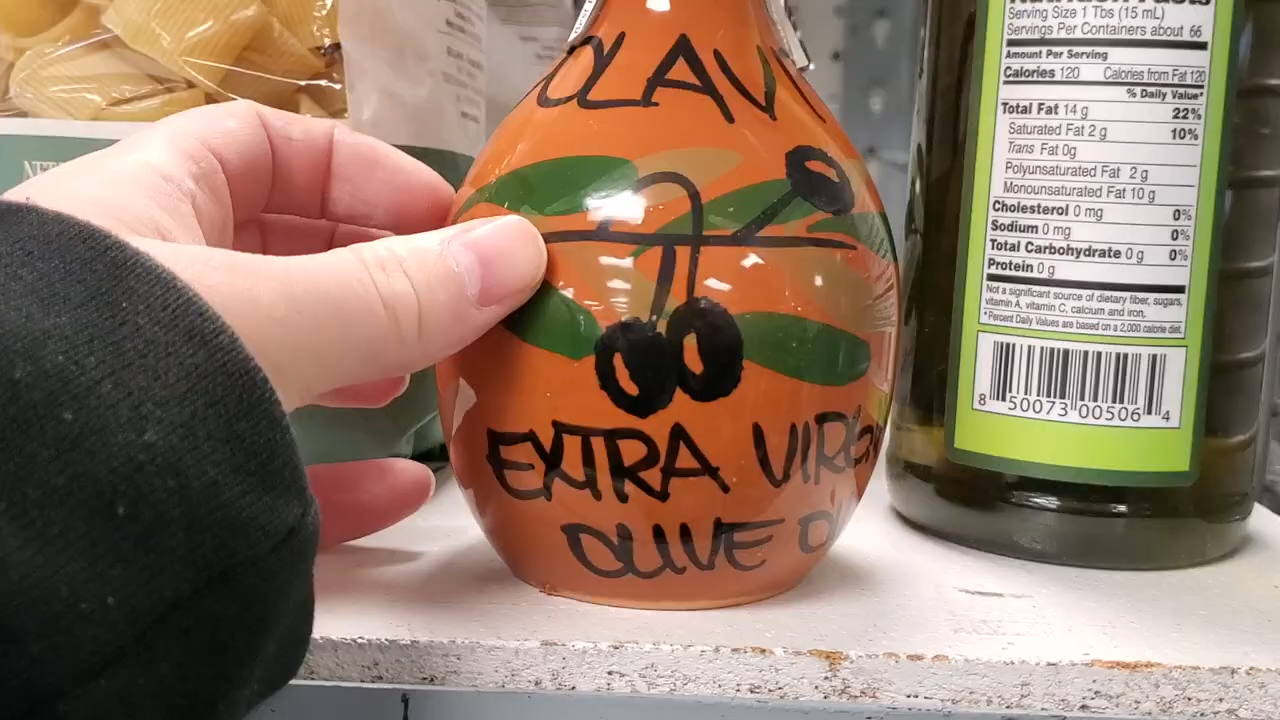 OLAV
EXTRA VIRGIN
OLIVE O
Nutrition Facts
Serving Size 1 Tbs (15 mL)
Servings Per Containers about 66
Amount Per Serving
Calories 120 Calories from Fat 120
% Daily Value*
Total Fat 14 g 22%
Saturated Fat 2 g 10%
Trans Fat 0g
Polyunsaturated Fat 2 g
Monounsaturated Fat 10 g
Cholesterol 0 mg 0%
Sodium 0 mg 0%
Total Carbohydrate 0 g 0%
Protein 0 g
Not a significant source of dietary fiber, sugars,
vitamin A, vitamin C, calcium and iron,
*Percent Daily Values are based on a 2,000 calorie diet.
8 50073 00506 4